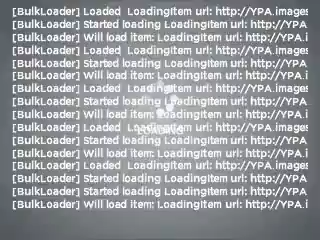 [BulkLoader] Loaded  LoadingItem url: http://YPA.images
[BulkLoader] Started loading LoadingItem url: http://YPA
[BulkLoader] Will load item: LoadingItem url: http://YPA.i
[BulkLoader] Loaded  LoadingItem url: http://YPA.images
[BulkLoader] Started loading LoadingItem url: http://YPA
[BulkLoader] Will load item: LoadingItem url: http://YPA.i
[BulkLoader] Loaded  LoadingItem url: http://YPA.images
[BulkLoader] Started loading LoadingItem url: http://YPA
[BulkLoader] Will load item: LoadingItem url: http://YPA.i
[BulkLoader] Loaded  LoadingItem url: http://YPA.images
LOADING
[BulkLoader] Started loading LoadingItem url: http://YPA
[BulkLoader] Will load item: LoadingItem url: http://YPA.i
[BulkLoader] Loaded  LoadingItem url: http://YPA.images
[BulkLoader] Started loading LoadingItem url: http://YPA
[BulkLoader] Started loading LoadingItem url: http://YPA
[BulkLoader] Will load item: LoadingItem url: http://YPA.i